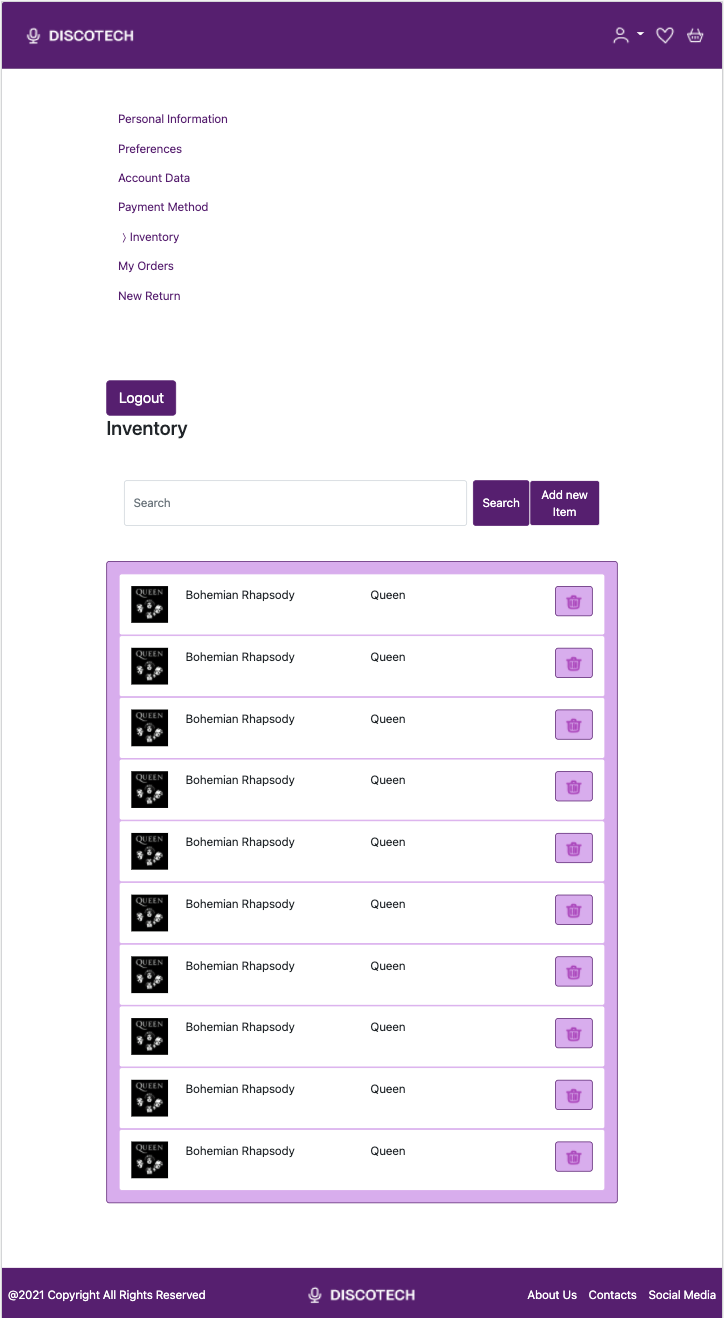 DISCOTECH
Personal Information
Preferences
Account Data
Payment Method
〉Inventory
My Orders
New Return
Logout
Inventory
Search
Search
Add new
Item
QUEEN
Bohemian Rhapsody Queen
QUEEN
Bohemian Rhapsody Queen
QUEEN
Bohemian Rhapsody Queen
QUEEN
Bohemian Rhapsody Queen
QUEEN
Bohemian Rhapsody Queen
QUEEN
Bohemian Rhapsody Queen
QUEEN
Bohemian Rhapsody Queen
QUEEN
Bohemian Rhapsody Queen
QUEEN
Bohemian Rhapsody Queen
QUEEN
Bohemian Rhapsody Queen
@2021 Copyright All Rights Reserved
DISCOTECH
About Us Contacts Social Media